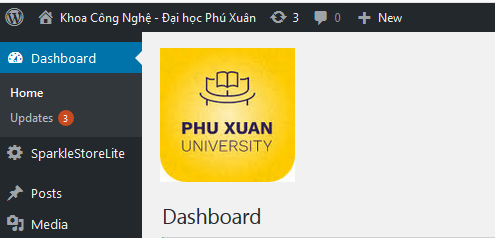 Khoa Công Nghệ - Đại học Phú Xuân 3 0 New
Dashboard
Home
Updates 3
SparkleStoreLite
Posts
Media
PHU XUAN
UNIVERSITY
Dashboard